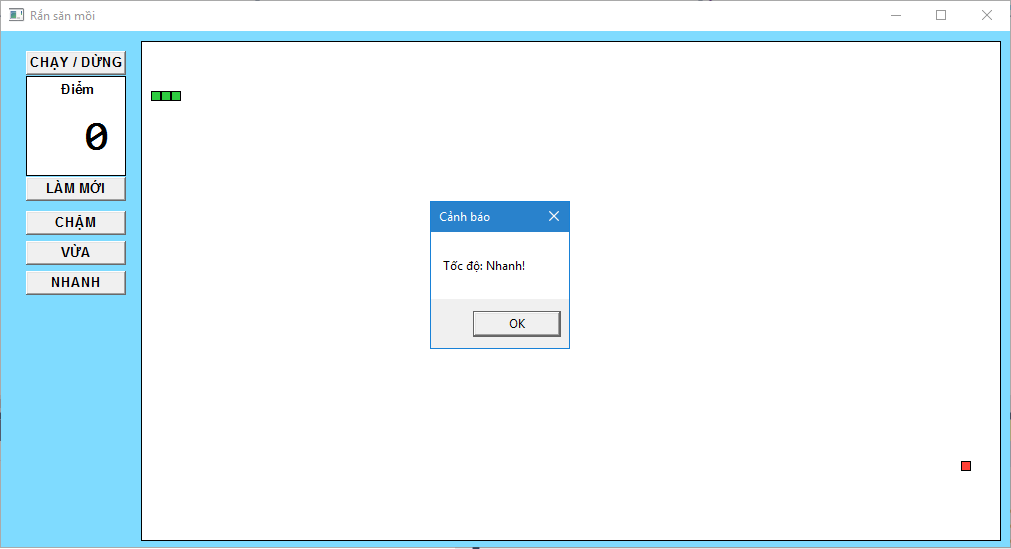 Rắn săn mồi
CHẠY / DỪNG
Điểm
0
LÀM MỚI
CHẬM
VỪA
NHANH
Cảnh báo
Tốc độ: Nhanh!
OK